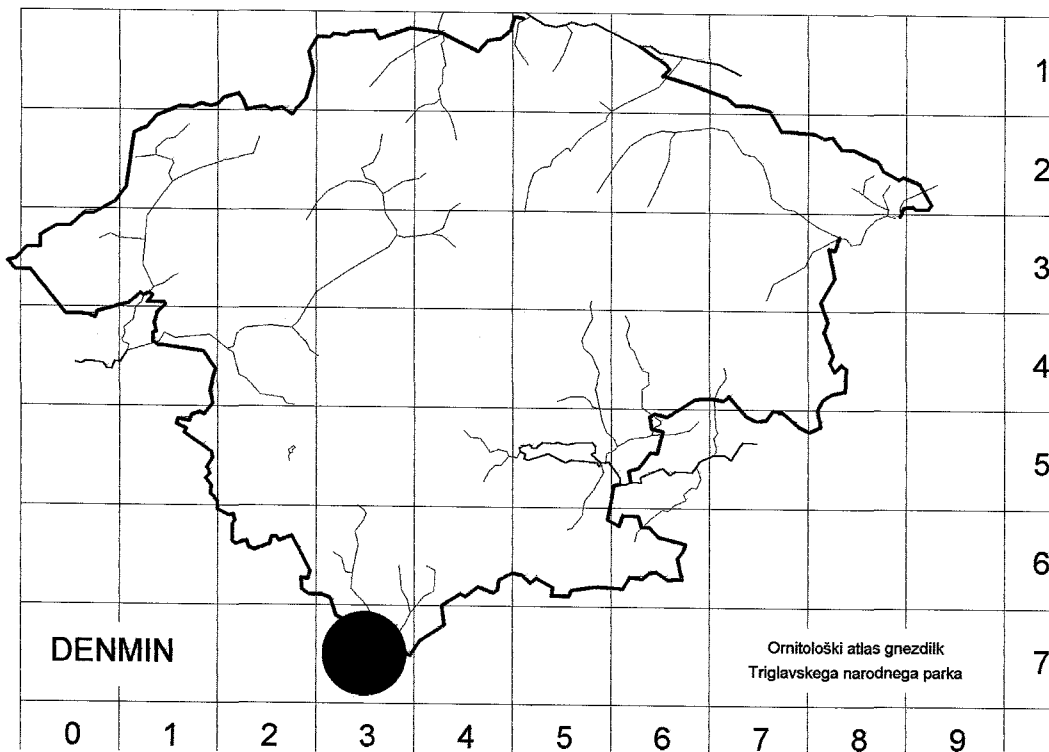 1
2
3
4
5
6
DENMIN
Ornitološki atlas gnezdilk
Triglavskega narodnega parka
7
0 1 2 3 4 5 6 7 8 9